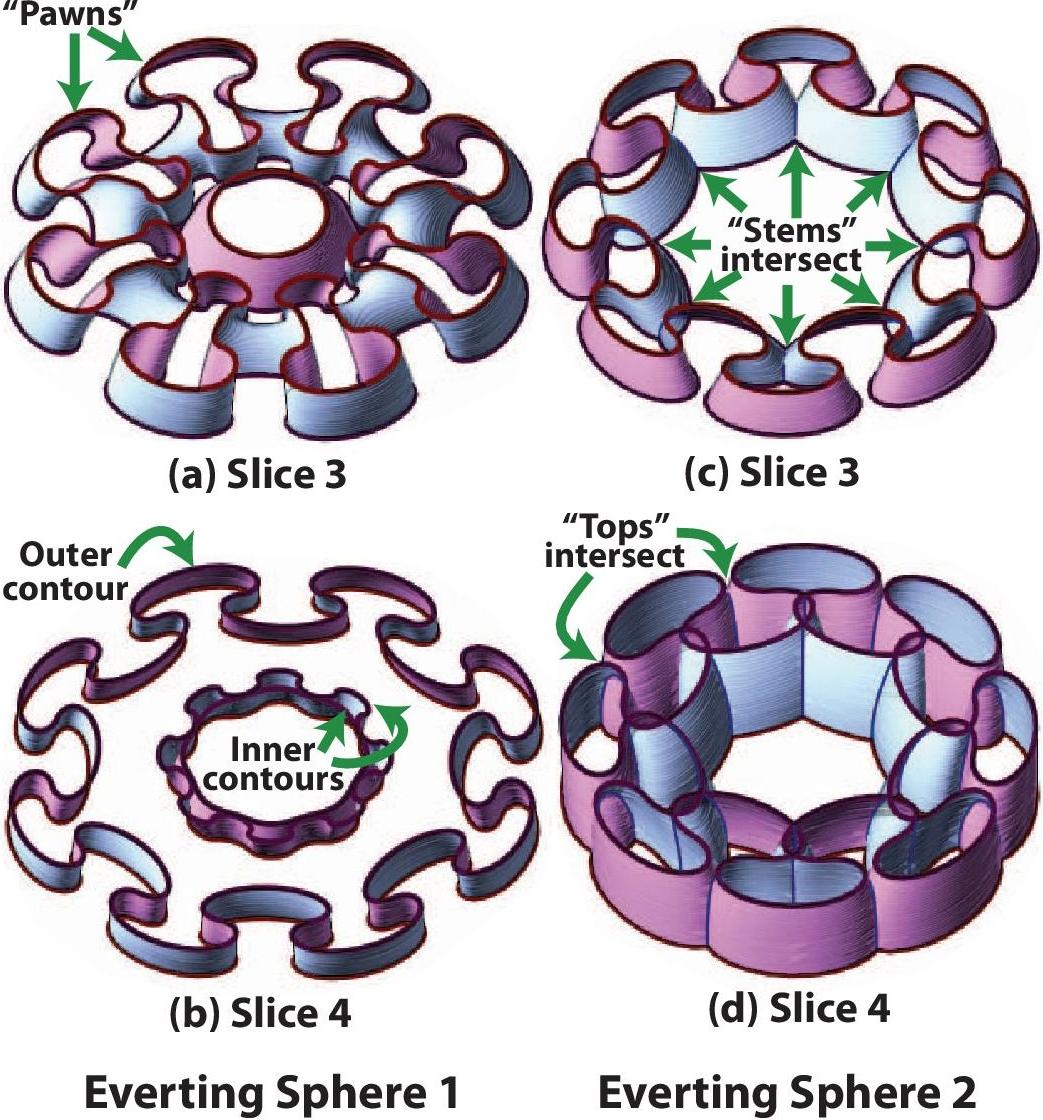 “Pawns”
“Stems”
intersect
(a) Slice 3
(c) Slice 3
Outer
contour
“Tops”
intersect
Inner
contours
(b) Slice 4
(d) Slice 4
Everting Sphere 1
Everting Sphere 2